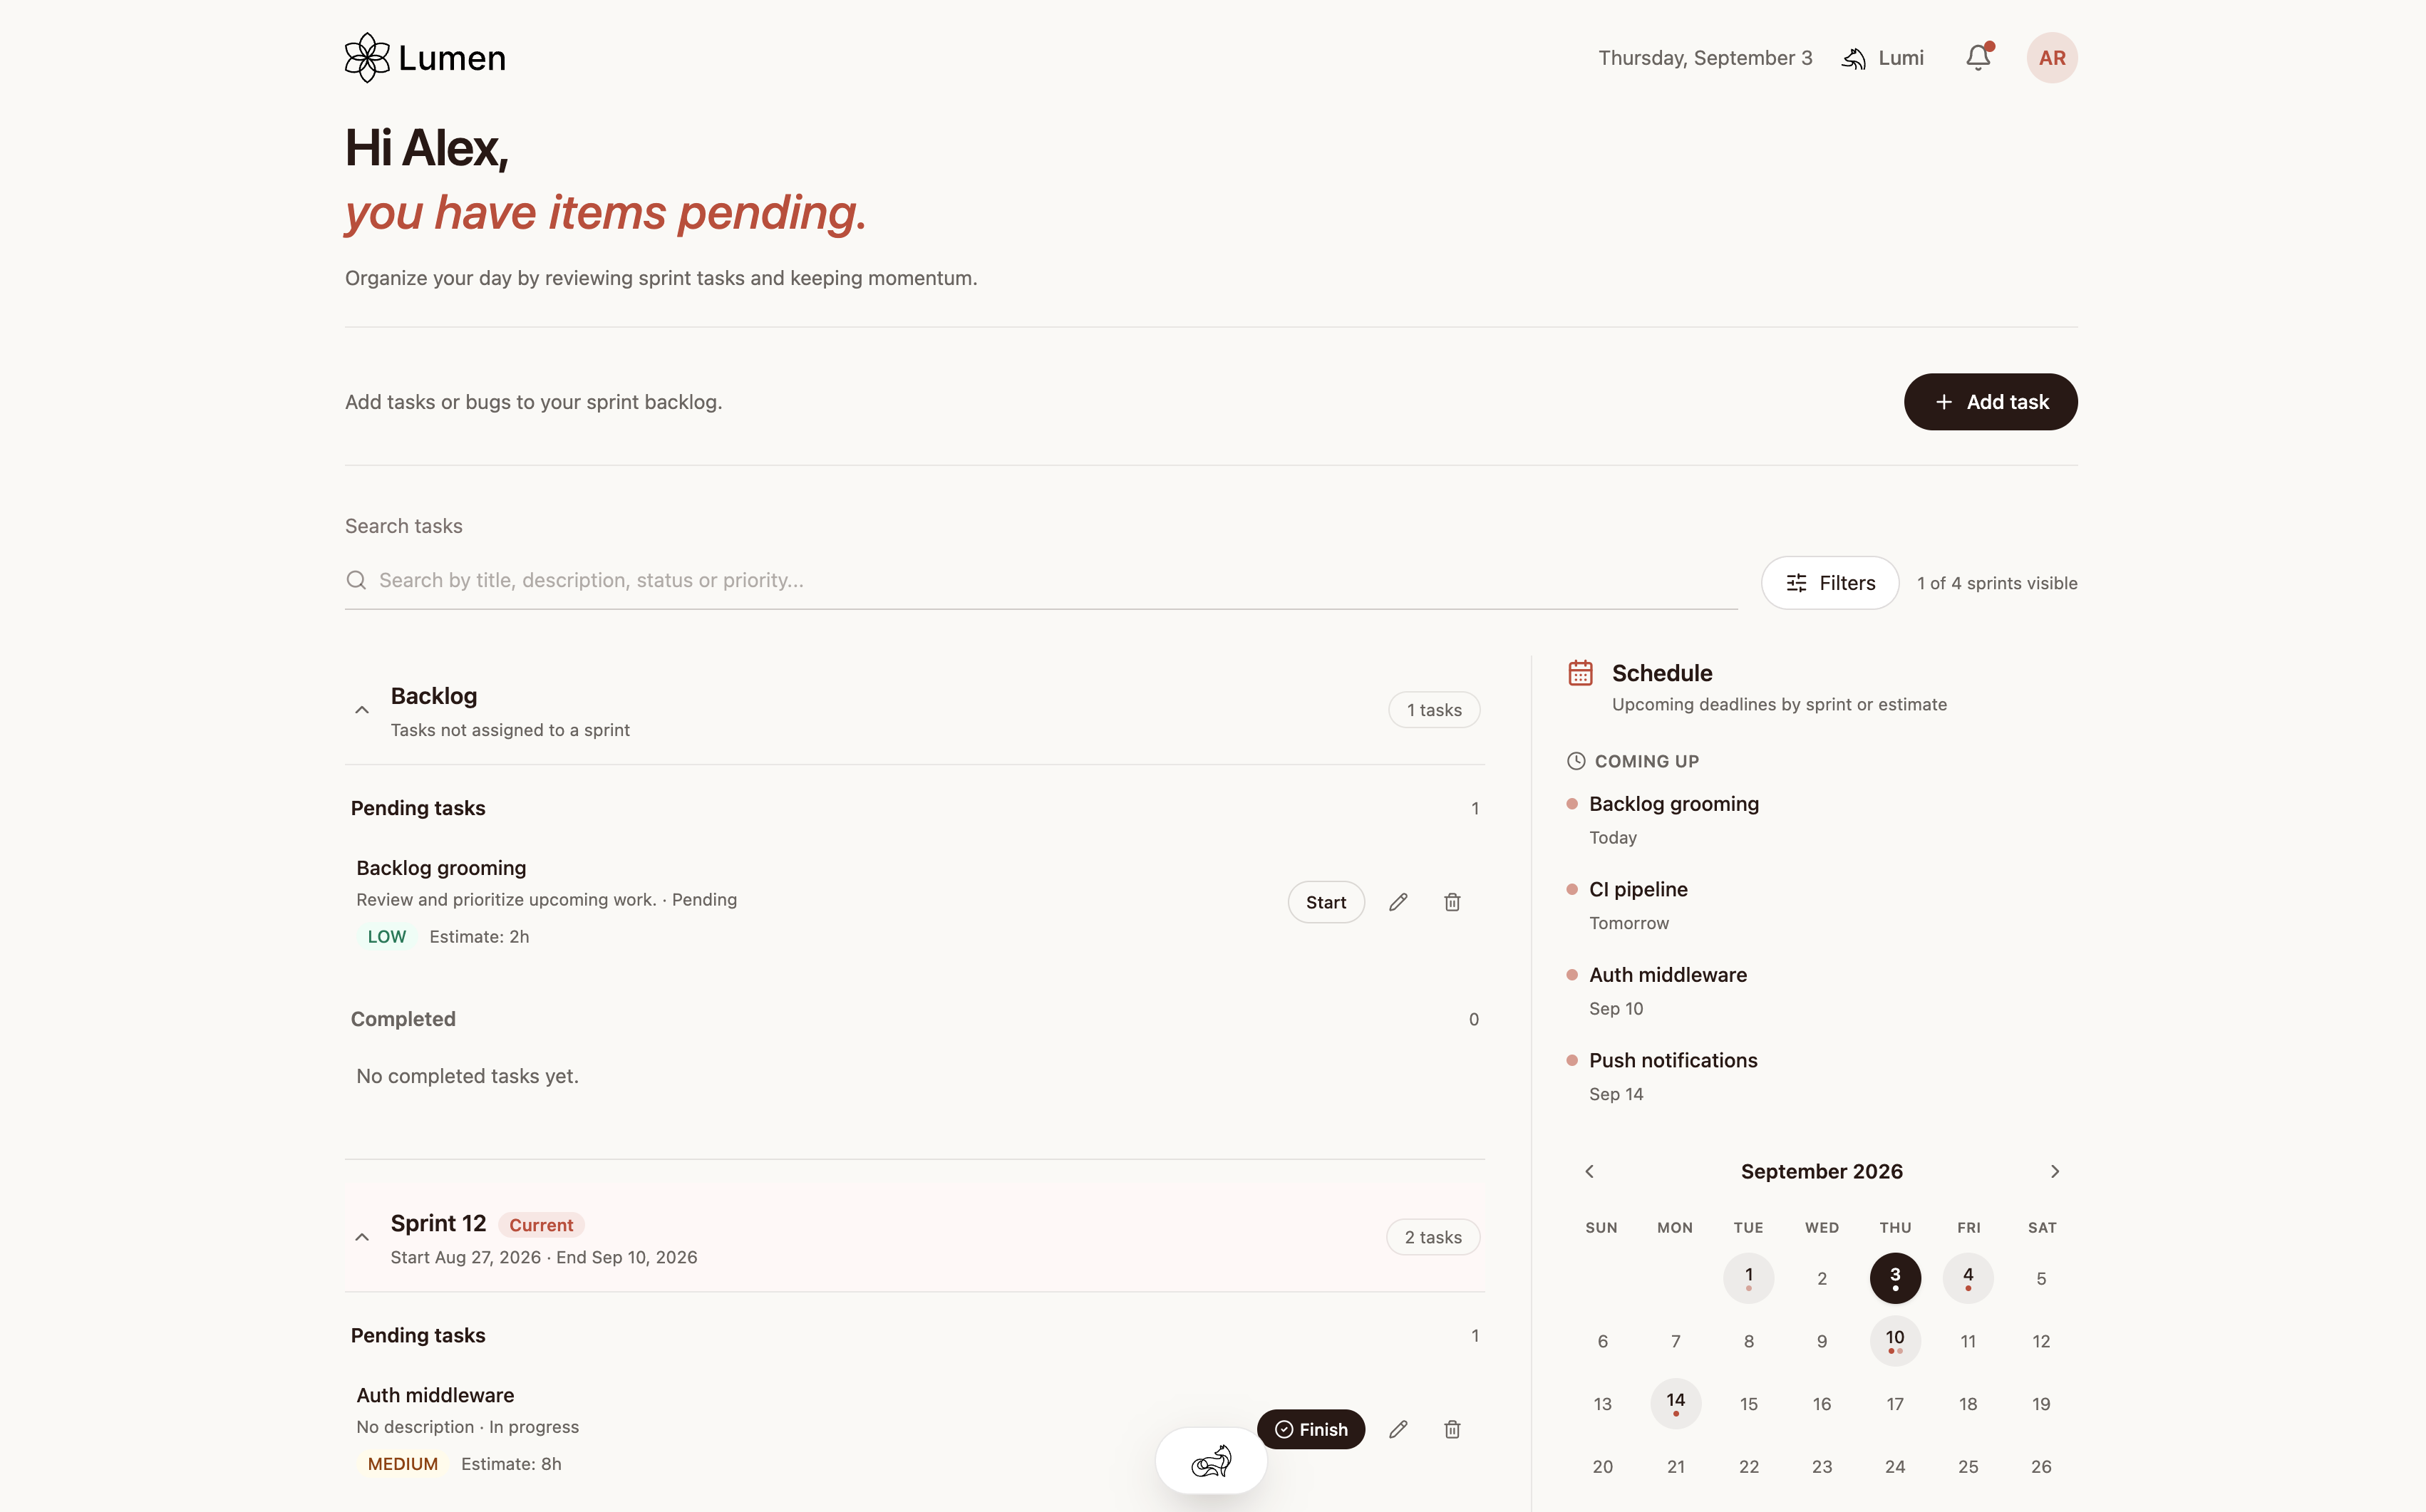 Lumen
Thursday, September 3
Lumi
AR
Hi Alex,
you have items pending.
Organize your day by reviewing sprint tasks and keeping momentum.
Add tasks or bugs to your sprint backlog.
Add task
Search tasks
Search by title, description, status or priority...
Filters
1 of 4 sprints visible
Backlog
Tasks not assigned to a sprint
1 tasks
Pending tasks
1
Backlog grooming
Review and prioritize upcoming work. · Pending
LOW
Estimate: 2h
Start
Completed
0
No completed tasks yet.
Sprint 12
Current
Start Aug 27, 2026 · End Sep 10, 2026
2 tasks
Pending tasks
1
Auth middleware
No description · In progress
MEDIUM
Estimate: 8h
Finish
Schedule
Upcoming deadlines by sprint or estimate
COMING UP
Backlog grooming
Today
CI pipeline
Tomorrow
Auth middleware
Sep 10
Push notifications
Sep 14
September 2026
SUN MON TUE WED THU FRI SAT
1 2 3 4 5
6 7 8 9 10 11 12
13 14 15 16 17 18 19
20 21 22 23 24 25 26